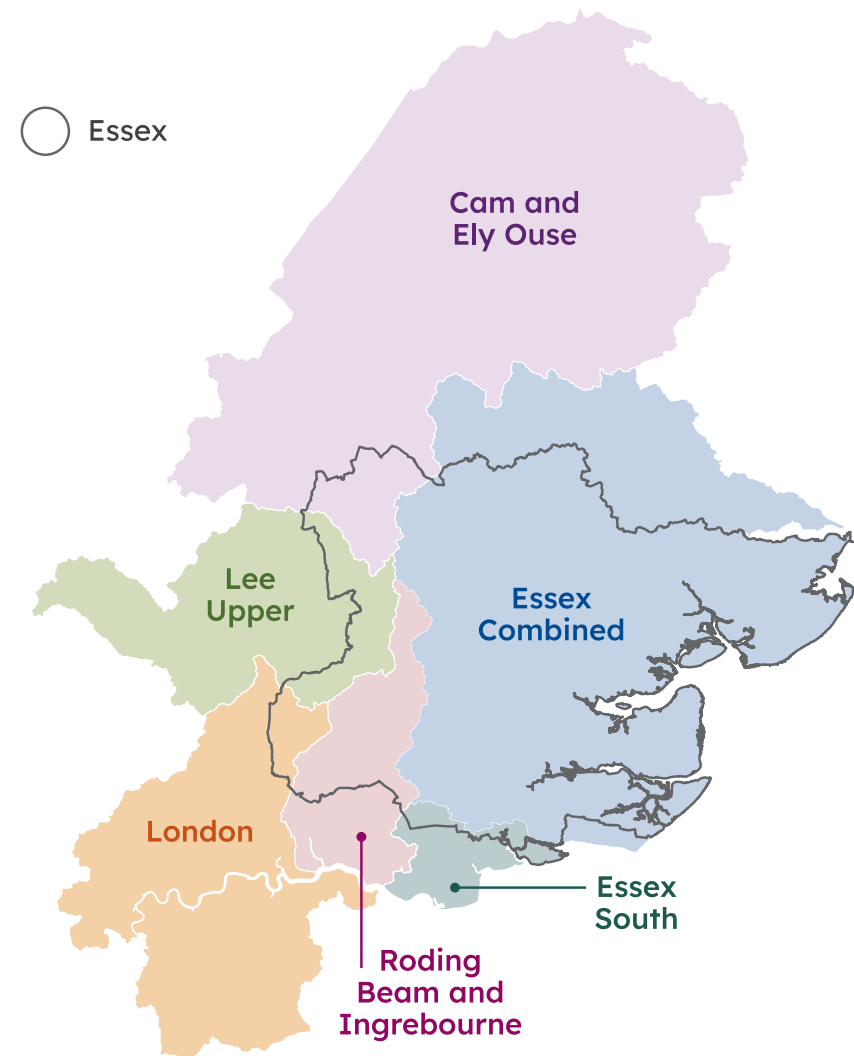 Essex
Cam and
Ely Ouse
Lee
Upper
Essex
Combined
London
Essex
South
Roding
Beam and
Ingrebourne